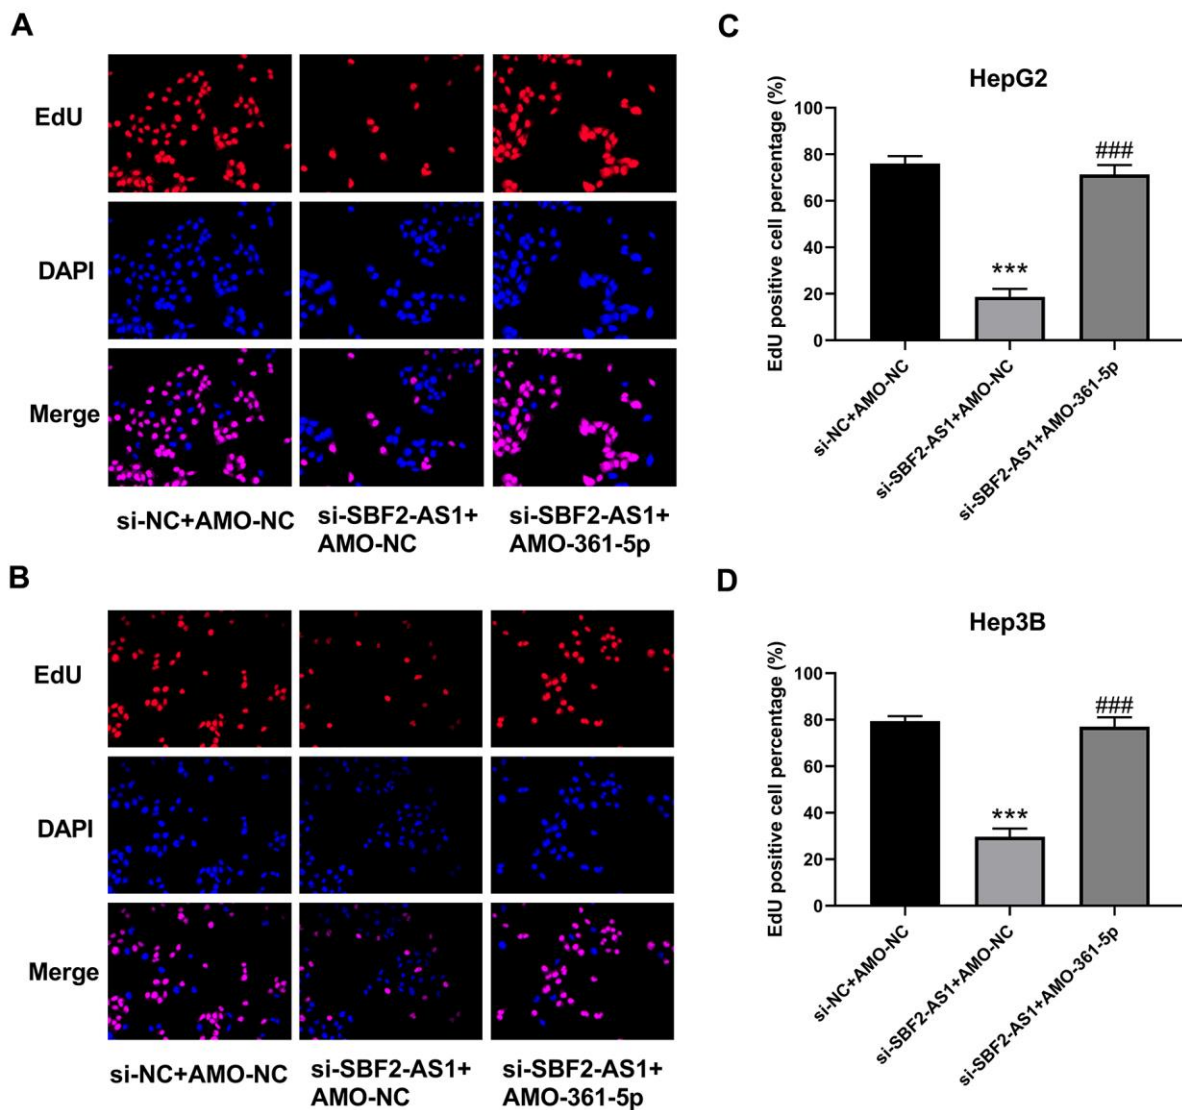 A
EdU
DAPI
Merge
si-NC+AMO-NC
si-SBF2-AS1+
AMO-NC
si-SBF2-AS1+
AMO-361-5p
B
EdU
DAPI
Merge
si-NC+AMO-NC
si-SBF2-AS1+
AMO-NC
si-SBF2-AS1+
AMO-361-5p
C
HepG2
EdU positive cell percentage (%)
100
80
60
40
20
0
***
###
si-NC+AMO-NC
si-SBF2-AS1+AMO-NC
si-SBF2-AS1+AMO-361-5p
D
Hep3B
EdU positive cell percentage (%)
100
80
60
40
20
0
***
###
si-NC+AMO-NC
si-SBF2-AS1+AMO-NC
si-SBF2-AS1+AMO-361-5p